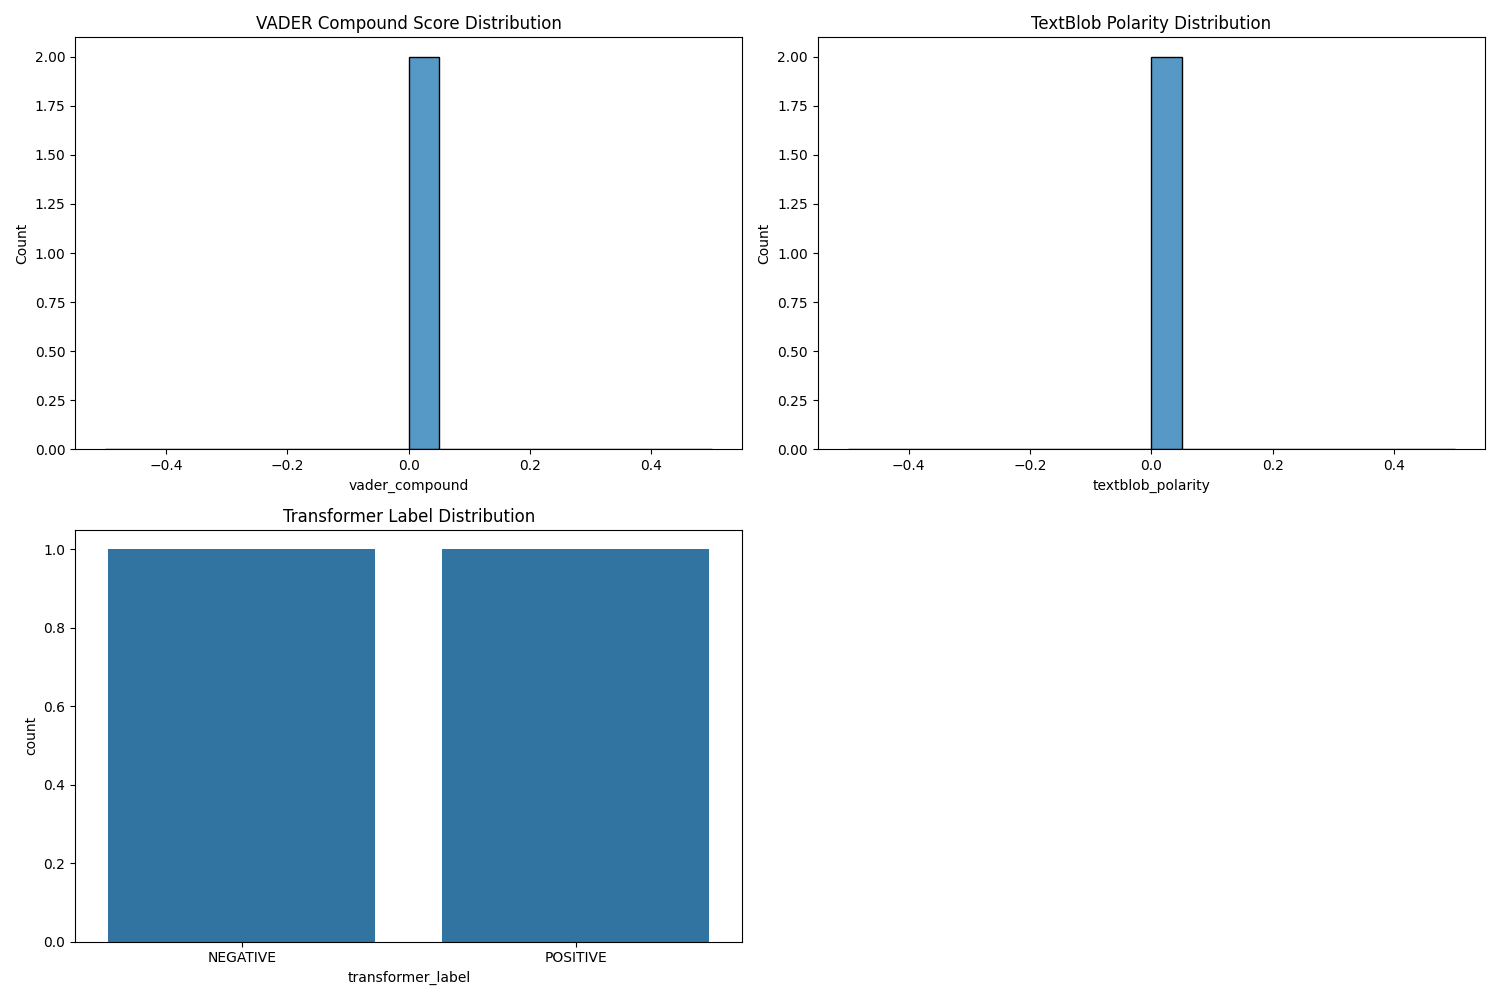 VADER Compound Score Distribution
2.00
1.75
1.50
1.25
1.00
0.75
0.50
0.25
0.00
Count
−0.4 −0.2 0.0 0.2 0.4
vader_compound
TextBlob Polarity Distribution
2.00
1.75
1.50
1.25
1.00
0.75
0.50
0.25
0.00
Count
−0.4 −0.2 0.0 0.2 0.4
textblob_polarity
Transformer Label Distribution
1.0
0.8
0.6
0.4
0.2
0.0
count
NEGATIVE POSITIVE
transformer_label